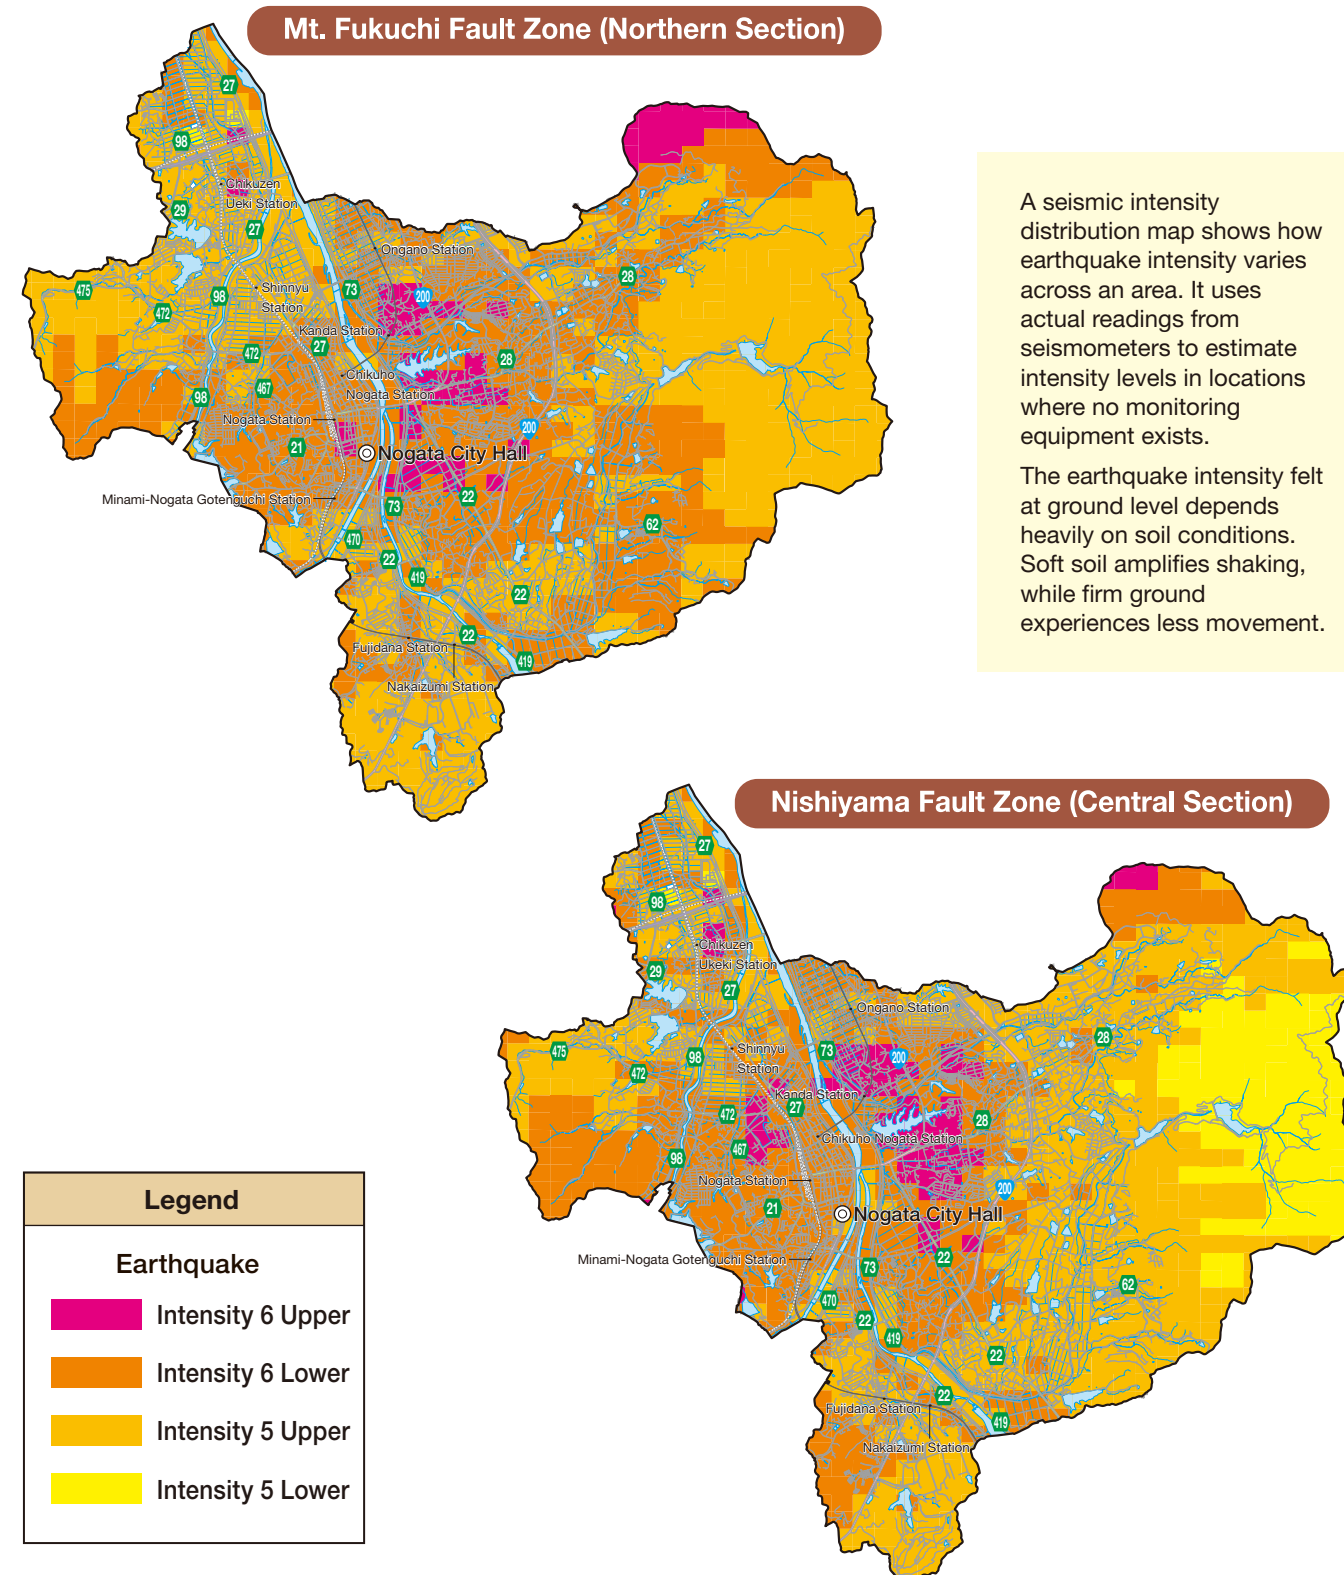 Mt. Fukuchi Fault Zone (Northern Section)
27
98
Chikuzen
Ueki Station
29
27
Ongano Station
475
98
Shinnyu
Station
73
200
28
472
Kanda Station
27
472
28
Chikuho
Nogata Station
98
467
Nogata Station
200
21
Nogata City Hall
Minami-Nogata Gotenguchi Station
73
22
62
470
22
419
22
22
Fujidana Station
419
Nakaizumi Station
A seismic intensity
distribution map shows how
earthquake intensity varies
across an area. It uses
actual readings from
seismometers to estimate
intensity levels in locations
where no monitoring
equipment exists.
The earthquake intensity felt
at ground level depends
heavily on soil conditions.
Soft soil amplifies shaking,
while firm ground
experiences less movement.
Nishiyama Fault Zone (Central Section)
27
98
Chikuzen
Ukeki Station
29
27
Ongano Station
475
98
Shinnyu
Station
73
200
28
472
Kanda Station
27
472
28
Chikuho Nogata Station
467
98
Nogata Station
200
21
Nogata City Hall
Minami-Nogata Gotenguchi Station
73
22
62
470
22
419
22
22
Fujidana Station
419
Nakaizumi Station
Legend
Earthquake
Intensity 6 Upper
Intensity 6 Lower
Intensity 5 Upper
Intensity 5 Lower